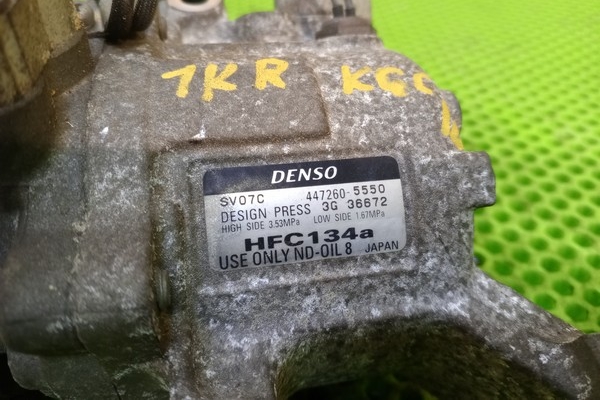 1KR KGC
DENSO
SV07C 447260-5550
DESIGN PRESS 3G 36672
HIGH SIDE 3.53MPa LOW SIDE 1.67MPa
HFC134a
USE ONLY ND-OIL 8 JAPAN